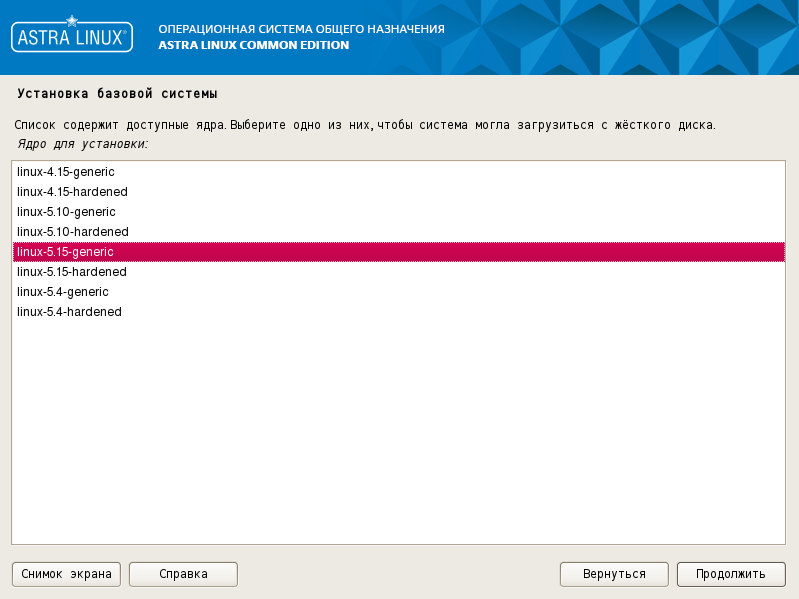 ASTRA LINUX®
ОПЕРАЦИОННАЯ СИСТЕМА ОБЩЕГО НАЗНАЧЕНИЯ
ASTRA LINUX COMMON EDITION
Установка базовой системы
Список содержит доступные ядра. Выберите одно из них, чтобы система могла загрузиться с жёсткого диска.
Ядро для установки:
linux-4.15-generic
linux-4.15-hardened
linux-5.10-generic
linux-5.10-hardened
linux-5.15-generic
linux-5.15-hardened
linux-5.4-generic
linux-5.4-hardened
Снимок экрана Справка Вернуться Продолжить